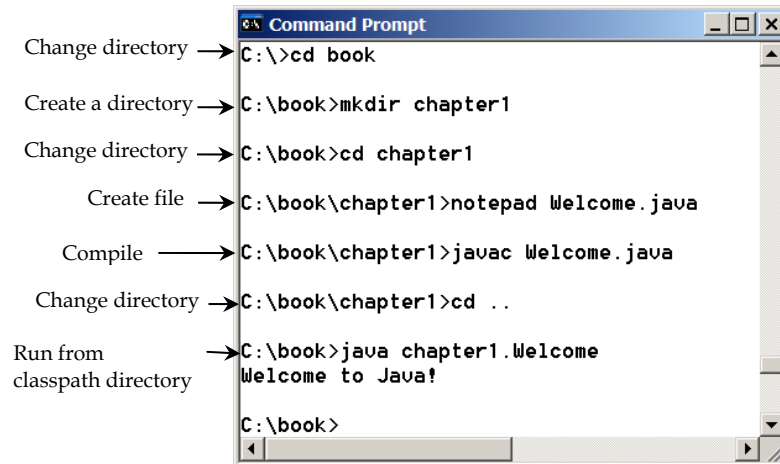 Command Prompt
Change directory
C:\>cd book
Create a directory
C:\book>mkdir chapter1
Change directory
C:\book>cd chapter1
Create file
C:\book\chapter1>notepad Welcome.java
Compile
C:\book\chapter1>javac Welcome.java
Change directory
C:\book\chapter1>cd ..
Run from
classpath directory
C:\book>java chapter1.Welcome
Welcome to Java!
C:\book>